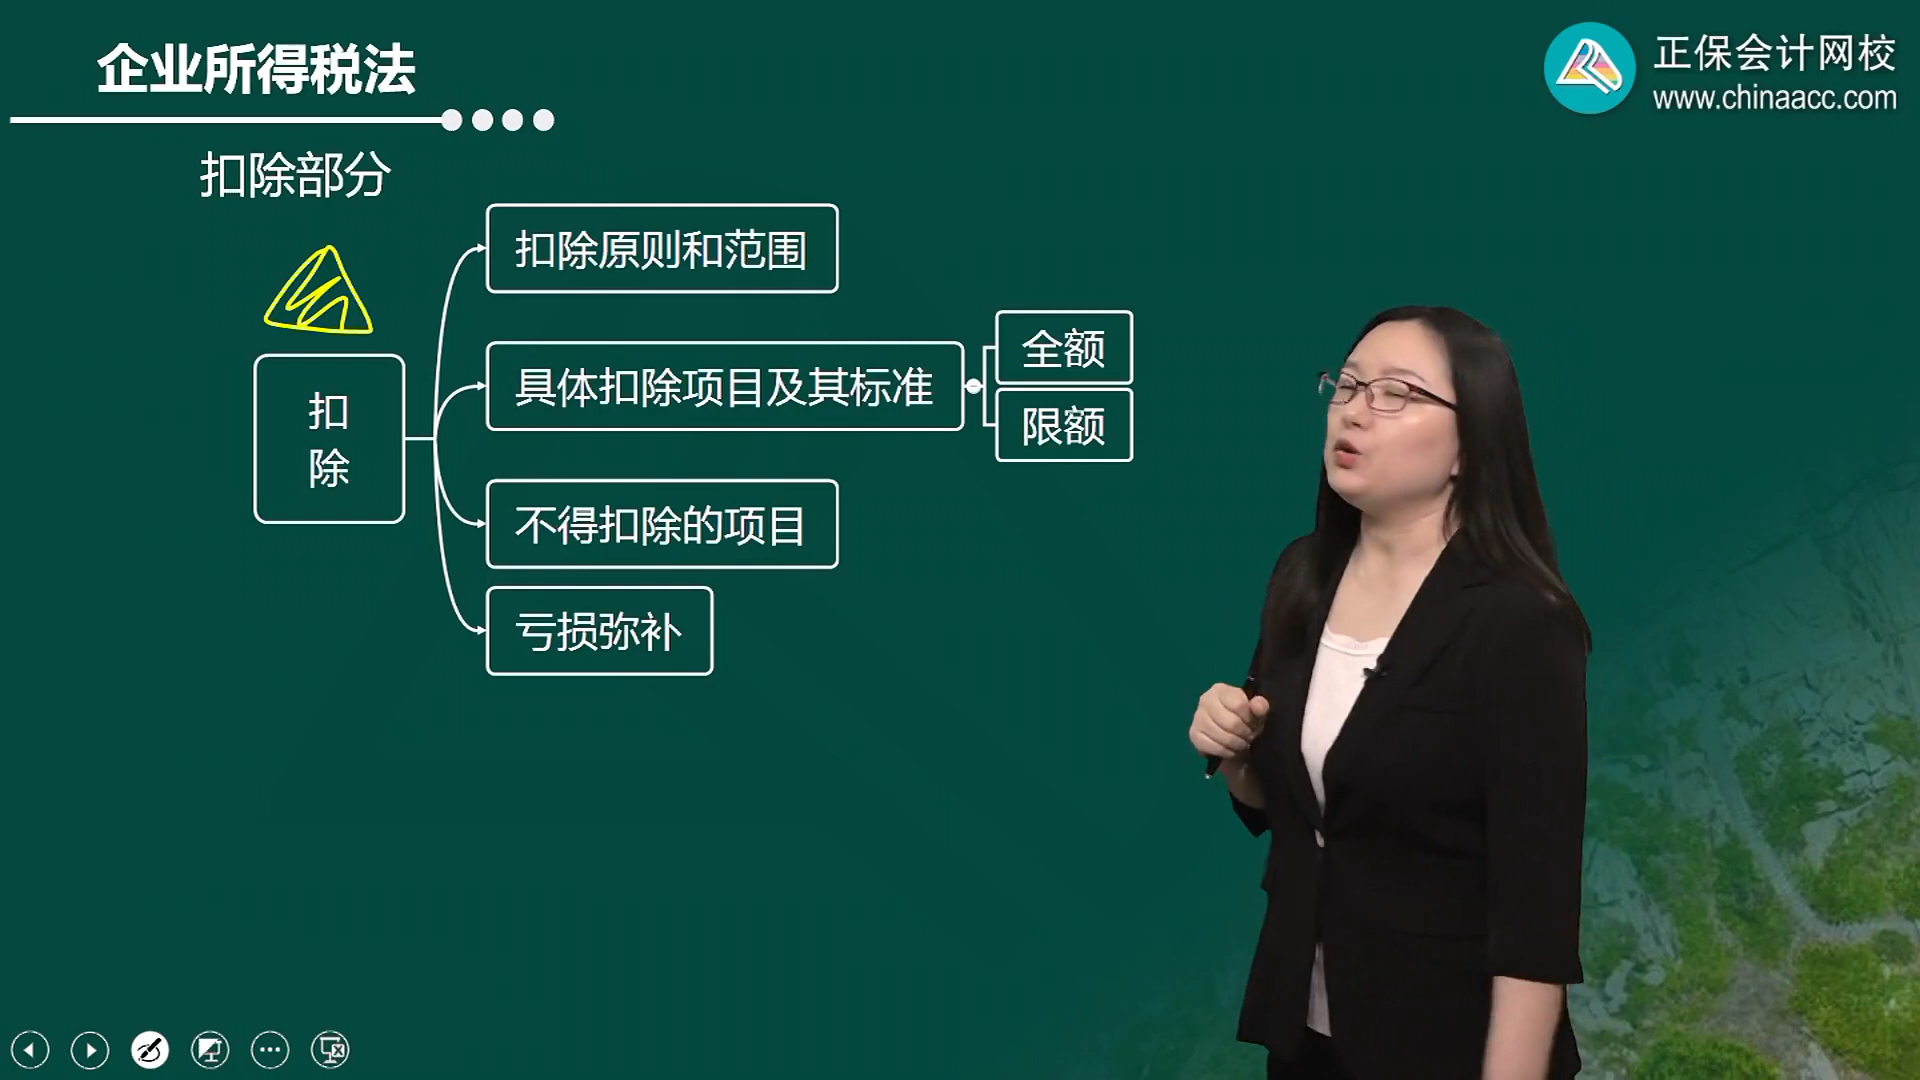 企业所得税法
正保会计网校
www.chinaacc.com
扣除部分
扣除
扣除原则和范围
具体扣除项目及其标准
全额
限额
不得扣除的项目
亏损弥补